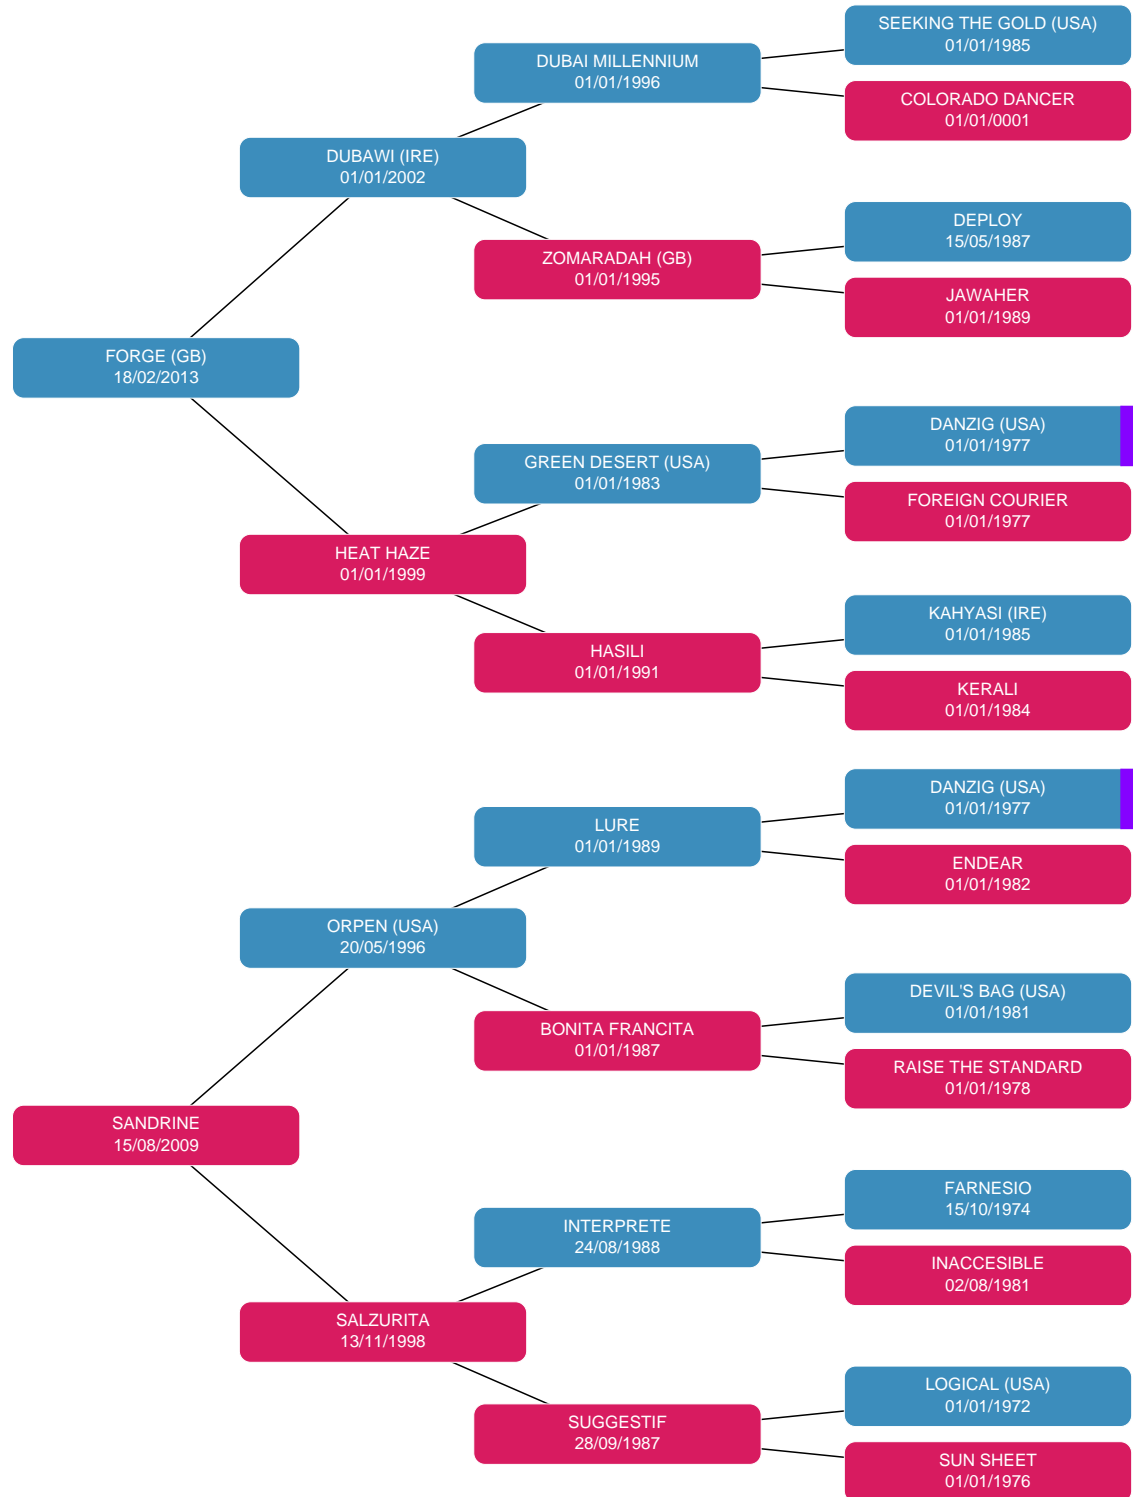 SEEKING THE GOLD (USA)
01/01/1985
DUBAI MILLENNIUM
01/01/1996
COLORADO DANCER
01/01/0001
DUBAWI (IRE)
01/01/2002
DEPLOY
15/05/1987
ZOMARADAH (GB)
01/01/1995
JAWAHER
01/01/1989
FORGE (GB)
18/02/2013
DANZIG (USA)
01/01/1977
GREEN DESERT (USA)
01/01/1983
FOREIGN COURIER
01/01/1977
HEAT HAZE
01/01/1999
KAHYASI (IRE)
01/01/1985
HASILI
01/01/1991
KERALI
01/01/1984
DANZIG (USA)
01/01/1977
LURE
01/01/1989
ENDEAR
01/01/1982
ORPEN (USA)
20/05/1996
DEVIL'S BAG (USA)
01/01/1981
BONITA FRANCITA
01/01/1987
RAISE THE STANDARD
01/01/1978
SANDRINE
15/08/2009
FARNESIO
15/10/1974
INTERPRETE
24/08/1988
INACCESIBLE
02/08/1981
SALZURITA
13/11/1998
LOGICAL (USA)
01/01/1972
SUGGESTIF
28/09/1987
SUN SHEET
01/01/1976